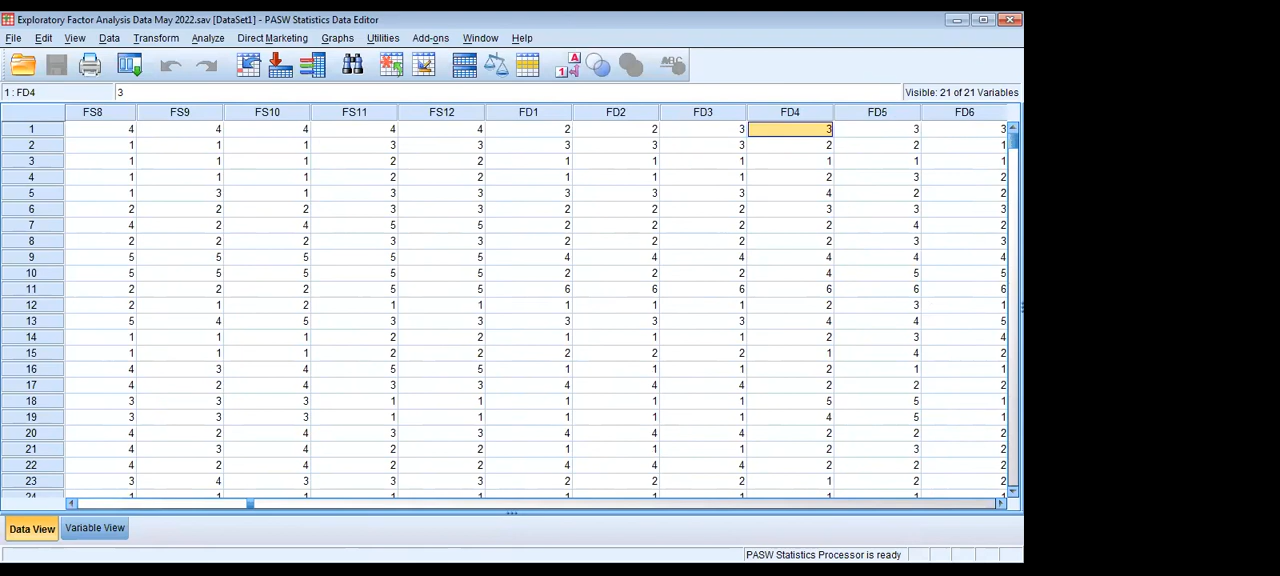 Exploratory Factor Analysis Data May 2022.sav [DataSet1] - PASW Statistics Data Editor
File Edit View Data Transform Analyze Direct Marketing Graphs Utilities Add-ons Window Help
1 : FD4 3 Visible: 21 of 21 Variables
FS8 FS9 FS10 FS11 FS12 FD1 FD2 FD3 FD4 FD5 FD6
1 4 4 4 4 4 2 2 3 3 3 3
2 1 1 1 3 3 3 3 3 2 2 1
3 1 1 1 2 2 1 1 1 1 1 1
4 1 1 1 2 2 1 1 1 2 3 2
5 1 3 1 3 3 3 3 3 4 2 2
6 2 2 2 3 3 2 2 2 3 3 3
7 4 2 4 5 5 2 2 2 2 4 2
8 2 2 2 3 3 2 2 2 2 3 3
9 5 5 5 5 5 4 4 4 4 4 4
10 5 5 5 5 5 2 2 2 4 5 5
11 2 2 2 5 5 6 6 6 6 6 6
12 2 1 2 1 1 1 1 1 2 3 1
13 5 4 5 3 3 3 3 3 4 4 5
14 1 1 1 2 2 1 1 1 2 3 4
15 1 1 1 2 2 2 2 2 1 4 2
16 4 3 4 5 5 1 1 1 2 1 1
17 4 2 4 3 3 4 4 4 2 2 2
18 3 3 3 1 1 1 1 1 5 5 1
19 3 3 3 1 1 1 1 1 4 5 1
20 4 2 4 3 3 4 4 4 2 2 2
21 4 3 4 2 2 1 1 1 2 3 2
22 4 2 4 2 2 4 4 4 2 2 2
23 3 4 3 3 3 2 2 2 1 2 2
24 1 1 1 1 1 1 1 1 1 1 1
Data View Variable View
PASW Statistics Processor is ready